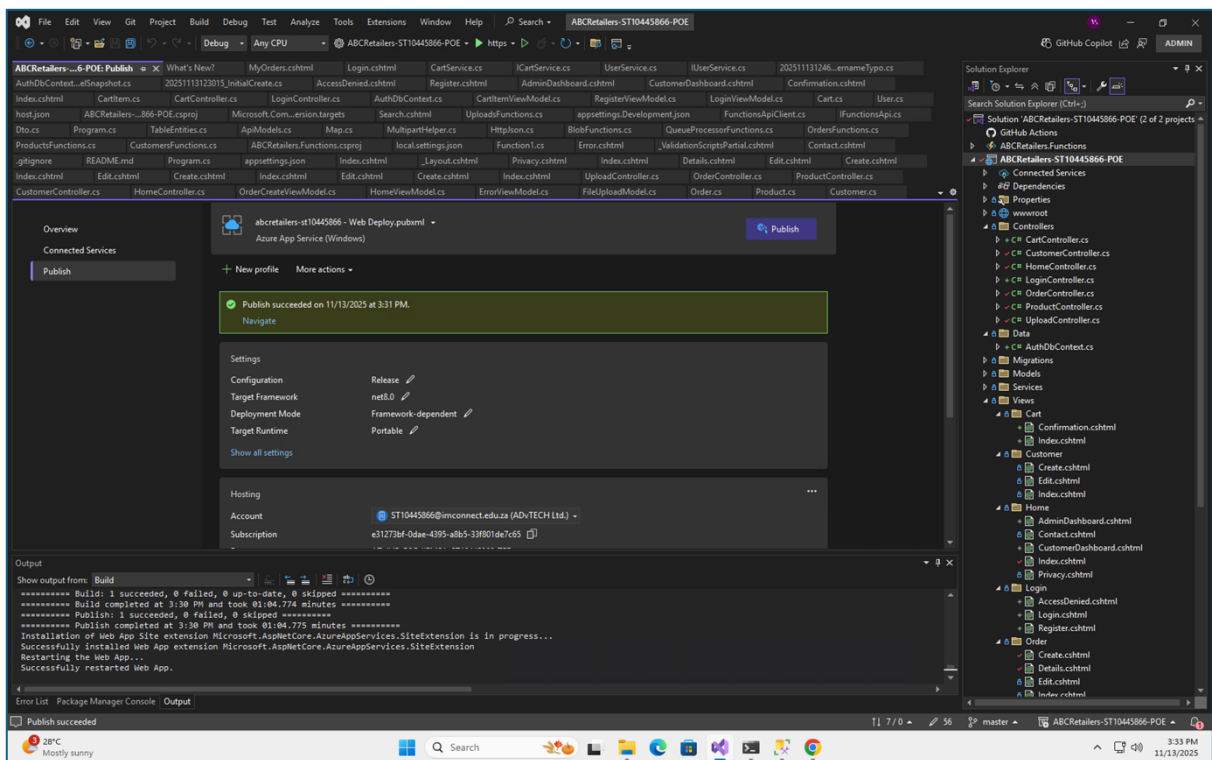 File Edit View Git Project Build Debug Test Analyze Tools Extensions Window Help Search ABCRetailers-ST10445866-POE
Debug Any CPU ABCRetailers-ST10445866-POE https GitHub Copilot ADMIN
ABCRetailers-...6-POE: Publish What's New? MyOrders.cshtml Login.cshtml CartService.cs ICartService.cs UserService.cs IUserService.cs 202511131246...ernameTypo.cs
AuthDbContext...elSnapshot.cs 20251113123015_InitialCreate.cs AccessDenied.cshtml Register.cshtml AdminDashboard.cshtml CustomerDashboard.cshtml Confirmation.cshtml
Index.cshtml CartItem.cs CartController.cs LoginController.cs AuthDbContext.cs CartItemViewModel.cs RegisterViewModel.cs LoginViewModel.cs Cart.cs User.cs
host.json ABCRetailers-...866-POE.csproj Microsoft.Com...ersion.targets Search.cshtml UploadsFunctions.cs appsettings.Development.json FunctionsApiClient.cs IFunctionsApi.cs
Dto.cs Program.cs TableEntities.cs ApiModels.cs Map.cs MultipartHelper.cs HttpJson.cs BlobFunctions.cs QueueProcessorFunctions.cs OrdersFunctions.cs
ProductsFunctions.cs CustomersFunctions.cs ABCRetailers.Functions.csproj local.settings.json Function1.cs Error.cshtml _ValidationScriptsPartial.cshtml Contact.cshtml
.gitignore README.md Program.cs appsettings.json Index.cshtml _Layout.cshtml Privacy.cshtml Index.cshtml Details.cshtml Edit.cshtml Create.cshtml
Index.cshtml Edit.cshtml Create.cshtml Index.cshtml Edit.cshtml Create.cshtml Index.cshtml UploadController.cs OrderController.cs ProductController.cs
CustomerController.cs HomeController.cs OrderCreateViewModel.cs HomeViewModel.cs ErrorViewModel.cs FileUploadModel.cs Order.cs Product.cs Customer.cs
Overview
Connected Services
Publish
abcretailers-st10445866 - Web Deploy.pubxml
Azure App Service (Windows)
Publish
New profile More actions
Publish succeeded on 11/13/2025 at 3:31 PM.
Navigate
Settings
Configuration Release
Target Framework net8.0
Deployment Mode Framework-dependent
Target Runtime Portable
Show all settings
Hosting
Account ST10445866@imconnect.edu.za (ADvTECH Ltd.)
Subscription e31273bf-0dae-4395-a8b5-33f801de7c65
Output
Show output from: Build
========== Build: 1 succeeded, 0 failed, 0 up-to-date, 0 skipped ==========
========== Build completed at 3:30 PM and took 01:04.774 minutes ==========
========== Publish: 1 succeeded, 0 failed, 0 skipped ==========
========== Publish completed at 3:30 PM and took 01:04.775 minutes ==========
Installation of Web App Site extension Microsoft.AspNetCore.AzureAppServices.SiteExtension is in progress...
Successfully installed Web App extension Microsoft.AspNetCore.AzureAppServices.SiteExtension
Restarting the Web App...
Successfully restarted Web App.
Error List Package Manager Console Output
Solution Explorer
Search Solution Explorer (Ctrl+;)
Solution 'ABCRetailers-ST10445866-POE' (2 of 2 projects
GitHub Actions
ABCRetailers.Functions
ABCRetailers-ST10445866-POE
Connected Services
Dependencies
Properties
wwwroot
Controllers
C# CartController.cs
C# CustomerController.cs
C# HomeController.cs
C# LoginController.cs
C# OrderController.cs
C# ProductController.cs
C# UploadController.cs
Data
C# AuthDbContext.cs
Migrations
Models
Services
Views
Cart
Confirmation.cshtml
Index.cshtml
Customer
Create.cshtml
Edit.cshtml
Index.cshtml
Home
AdminDashboard.cshtml
Contact.cshtml
CustomerDashboard.cshtml
Index.cshtml
Privacy.cshtml
Login
AccessDenied.cshtml
Login.cshtml
Register.cshtml
Order
Create.cshtml
Details.cshtml
Edit.cshtml
Index.cshtml
Publish succeeded 7 / 0 56 master ABCRetailers-ST10445866-POE
3 28°C
Mostly sunny
Search
3:33 PM
11/13/2025